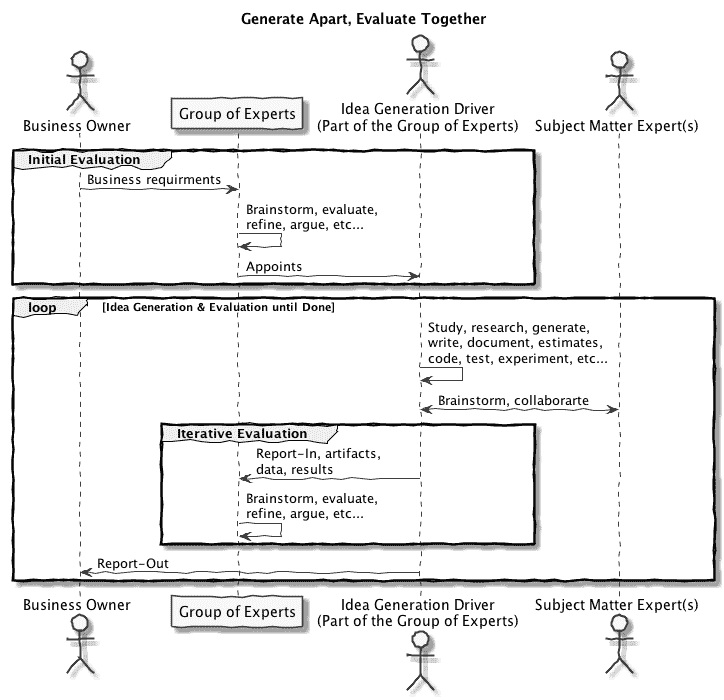 Generate Apart, Evaluate Together
Business Owner
Group of Experts
Idea Generation Driver
(Part of the Group of Experts)
Subject Matter Expert(s)
Initial Evaluation
Business requirments
Brainstorm, evaluate,
refine, argue, etc...
Appoints
loop
[Idea Generation & Evaluation until Done]
Study, research, generate,
write, document, estimates,
code, test, experiment, etc...
Brainstorm, collaborarte
Iterative Evaluation
Report-In, artifacts,
data, results
Brainstorm, evaluate,
refine, argue, etc...
Report-Out
Business Owner
Group of Experts
Idea Generation Driver
(Part of the Group of Experts)
Subject Matter Expert(s)